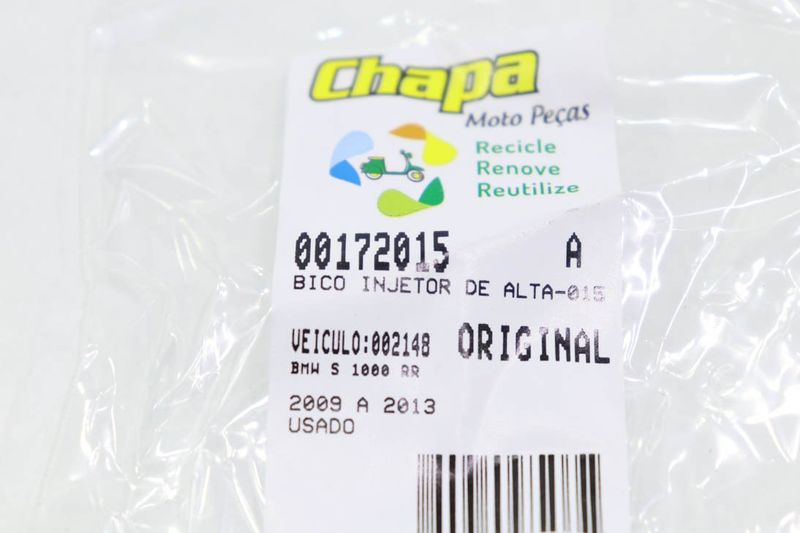 Chapa
Moto Peças
Recicle
Renove
Reutilize
00172015 A
BICO INJETOR DE ALTA-015
VEICULO:002148 ORIGINAL
BMW S 1000 RR
2009 A 2013
USADO